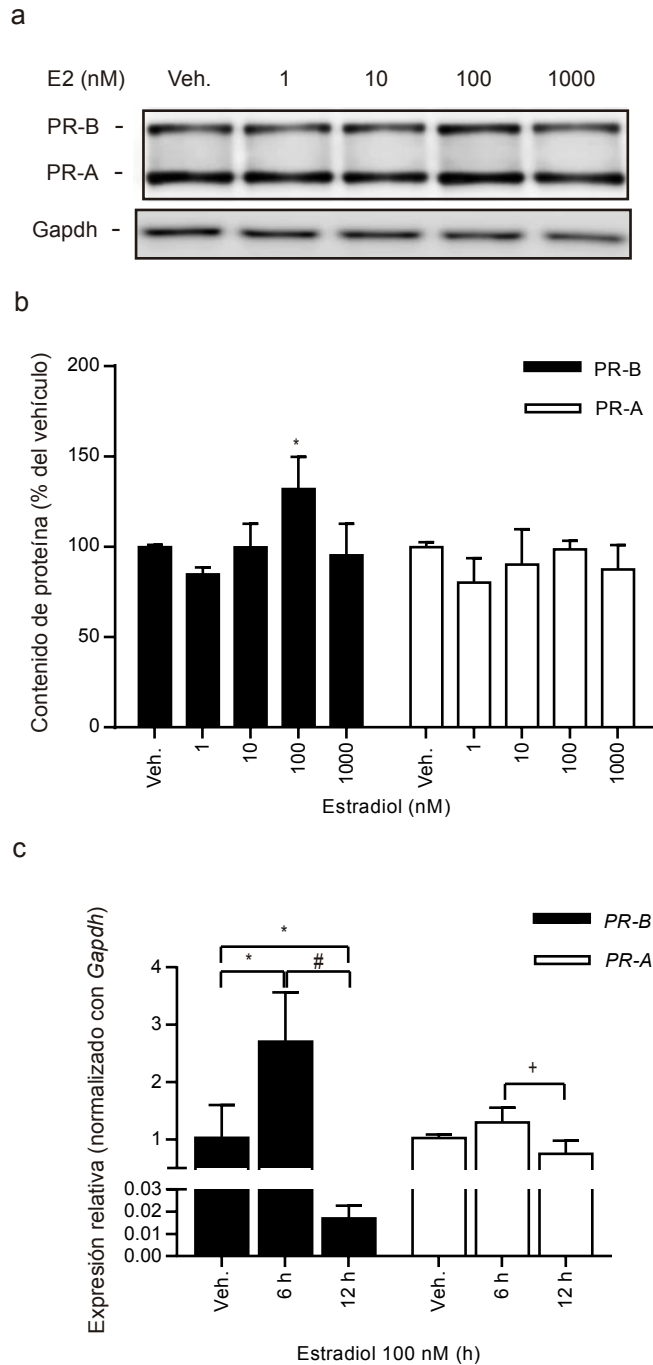 a
E2 (nM) Veh. 1 10 100 1000
PR-B -
PR-A -
Gapdh -
b
Contenido de proteína (% del vehículo)
200
150
100
50
0
PR-B
PR-A
*
Veh. 1 10 100 1000 Veh. 1 10 100 1000
Estradiol (nM)
c
Expresión relativa (normalizado con Gapdh)
PR-B
PR-A
*
* #
+
4
3
2
1
0.03
0.02
0.01
0.00
Veh. 6 h 12 h Veh. 6 h 12 h
Estradiol 100 nM (h)